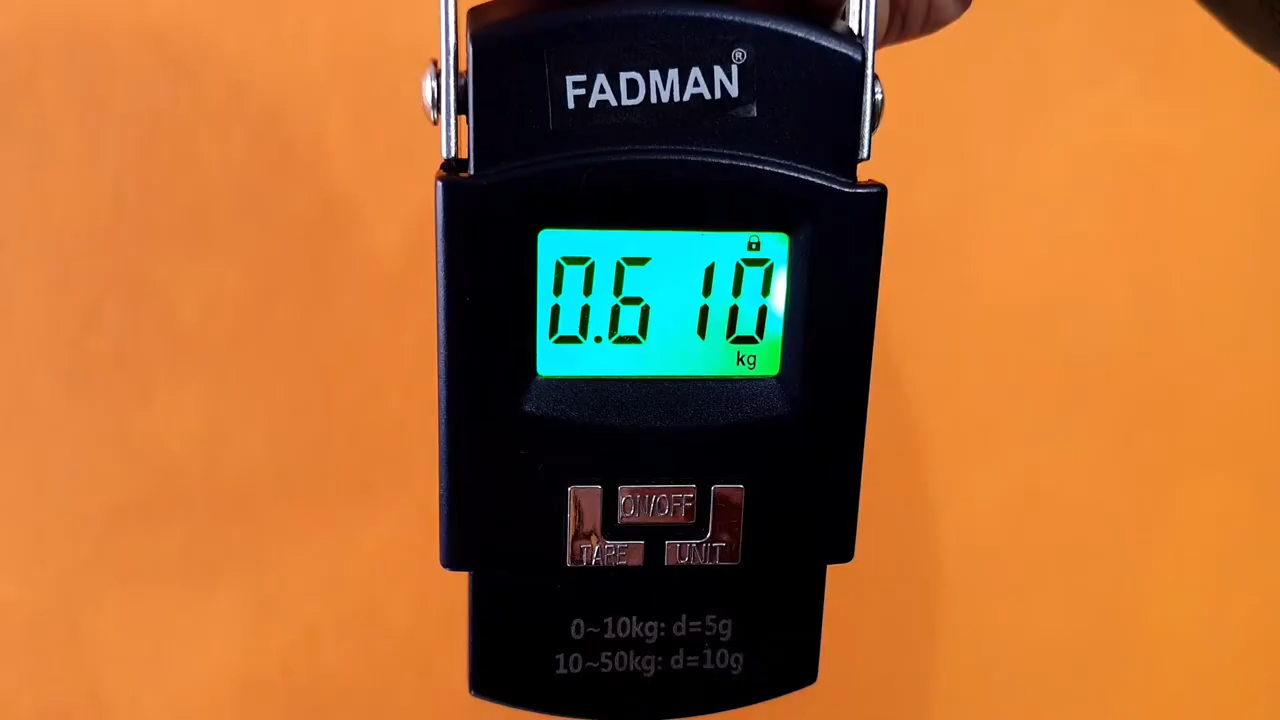 FADMAN®
0.610
kg
ON/OFF
TARE UNIT
0~10kg: d=5g
10~50kg: d=10g